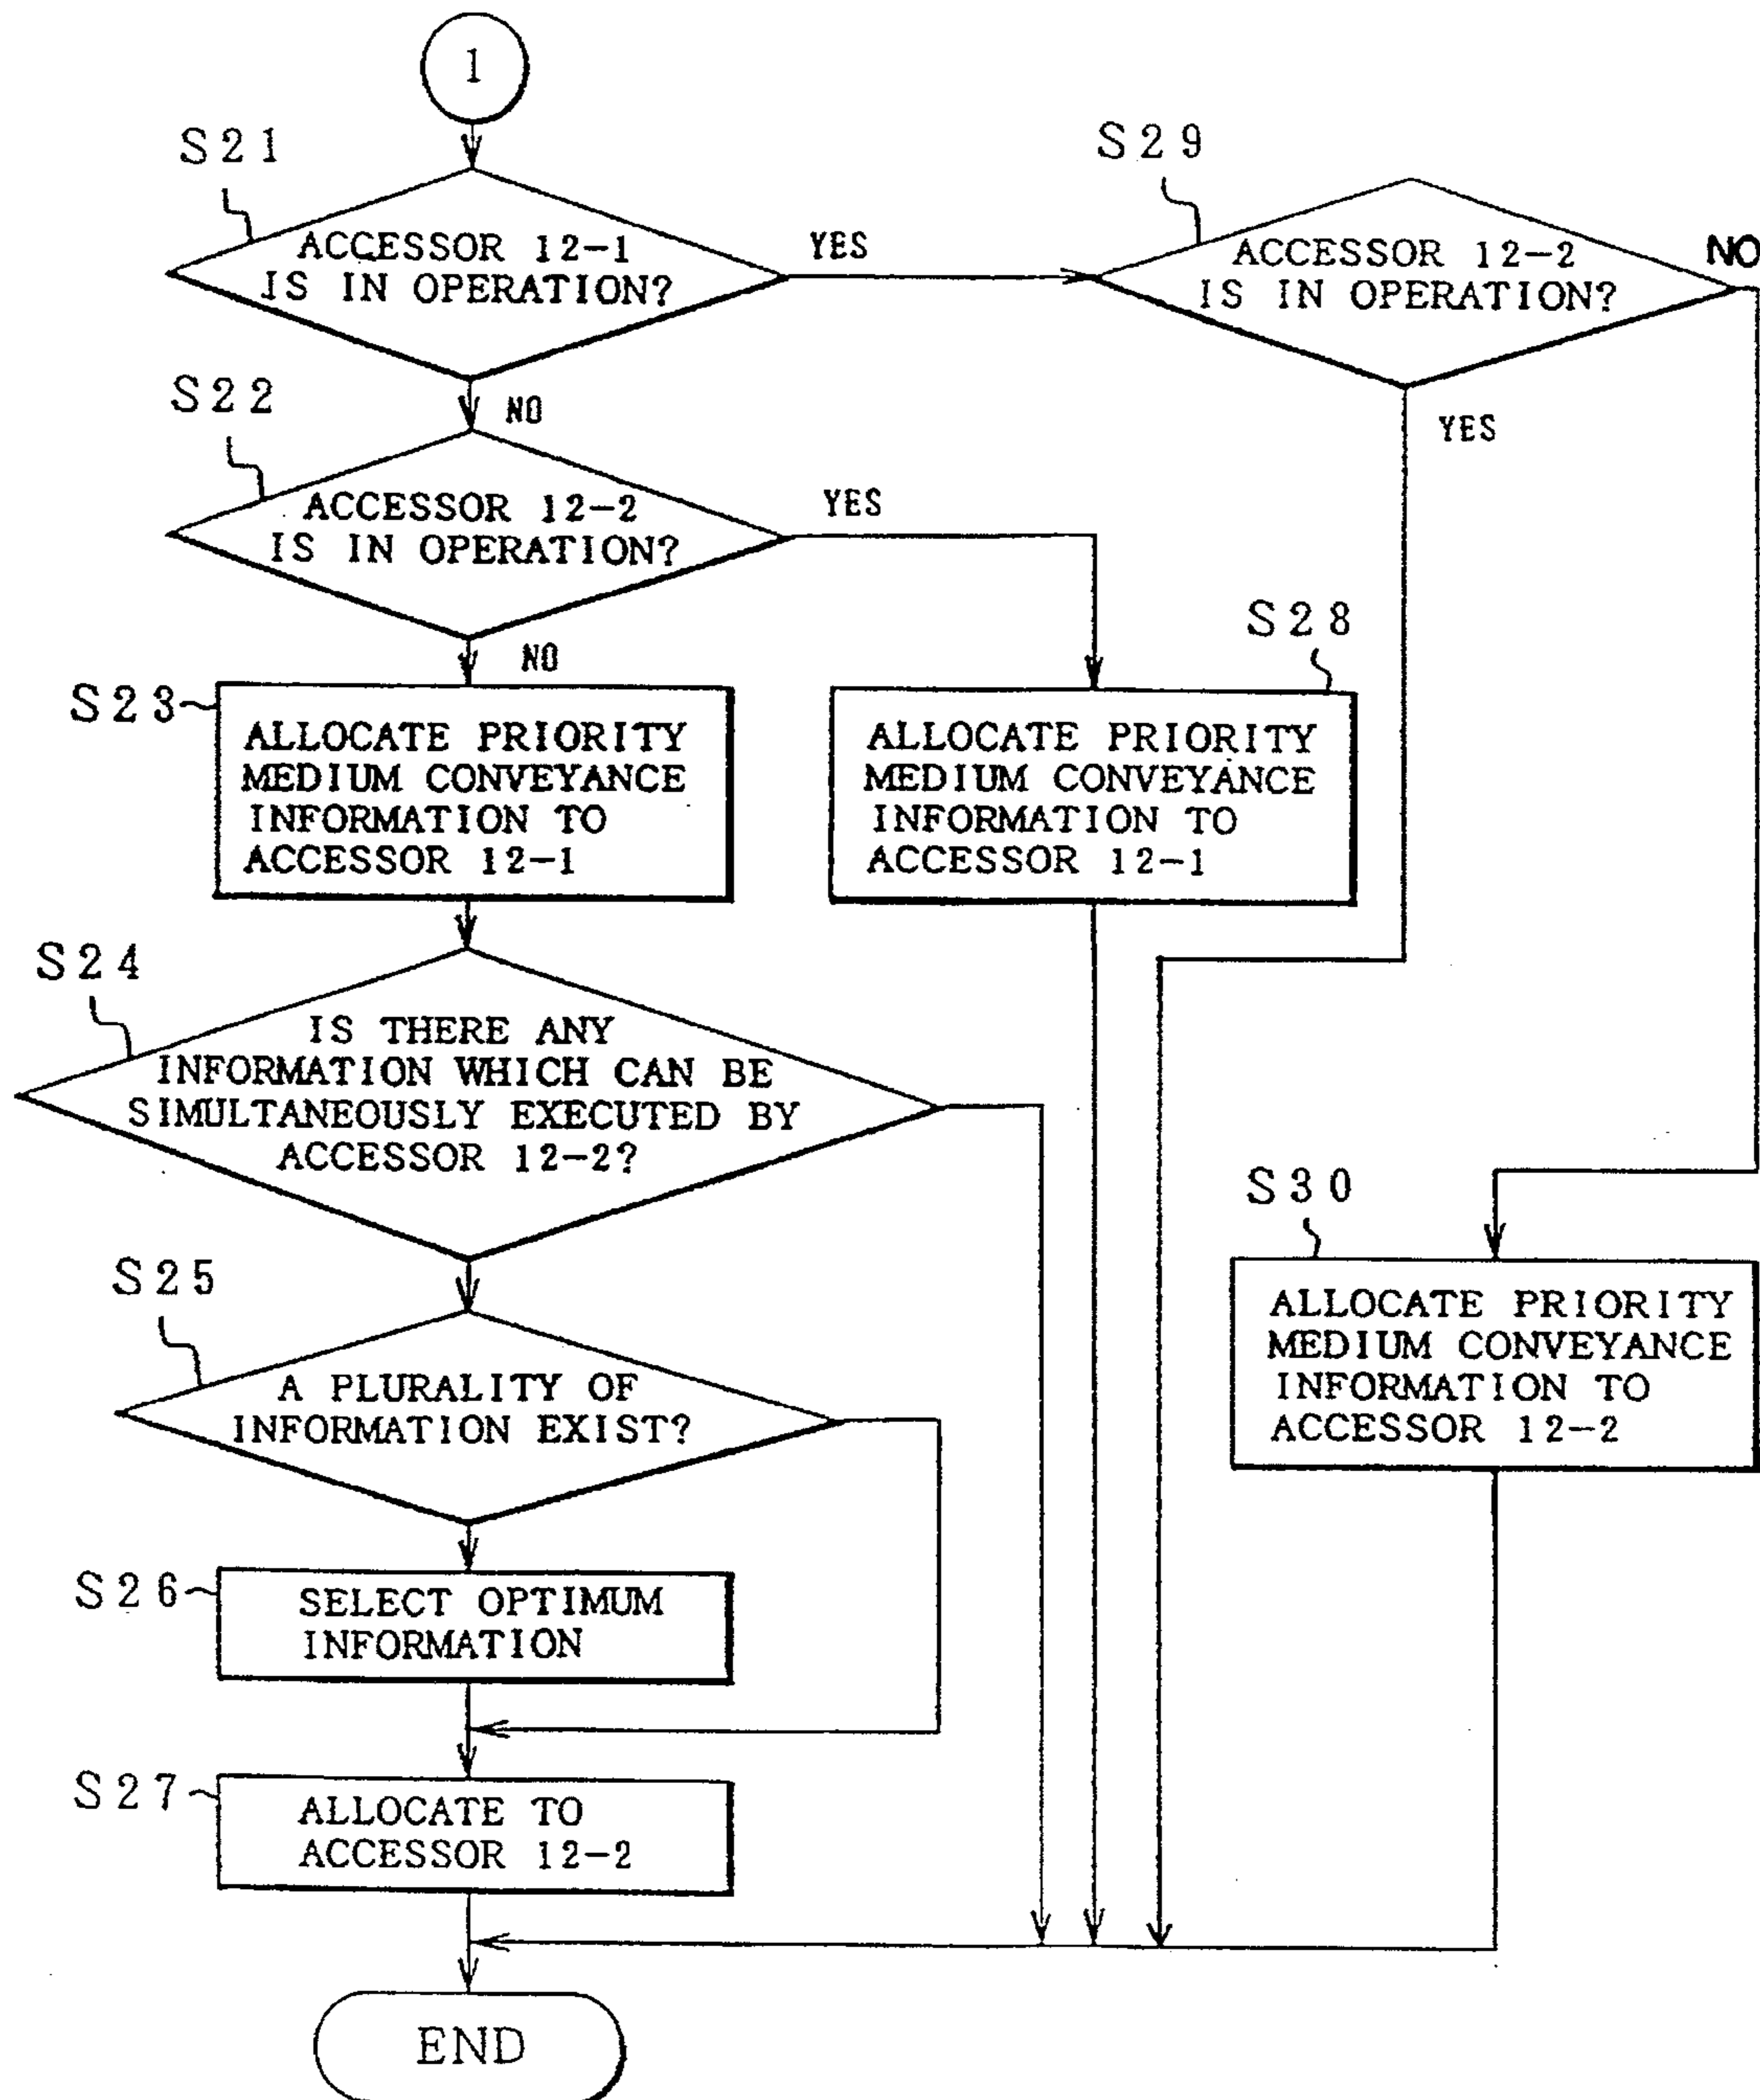 1
S21
ACCESSOR 12-1
IS IN OPERATION?
YES
NO
S29
ACCESSOR 12-2
IS IN OPERATION?
NO
YES
S22
ACCESSOR 12-2
IS IN OPERATION?
YES
NO
S23
ALLOCATE PRIORITY
MEDIUM CONVEYANCE
INFORMATION TO
ACCESSOR 12-1
S28
ALLOCATE PRIORITY
MEDIUM CONVEYANCE
INFORMATION TO
ACCESSOR 12-1
S24
IS THERE ANY
INFORMATION WHICH CAN BE
SIMULTANEOUSLY EXECUTED BY
ACCESSOR 12-2?
S30
ALLOCATE PRIORITY
MEDIUM CONVEYANCE
INFORMATION TO
ACCESSOR 12-2
S25
A PLURALITY OF
INFORMATION EXIST?
S26
SELECT OPTIMUM
INFORMATION
S27
ALLOCATE TO
ACCESSOR 12-2
END